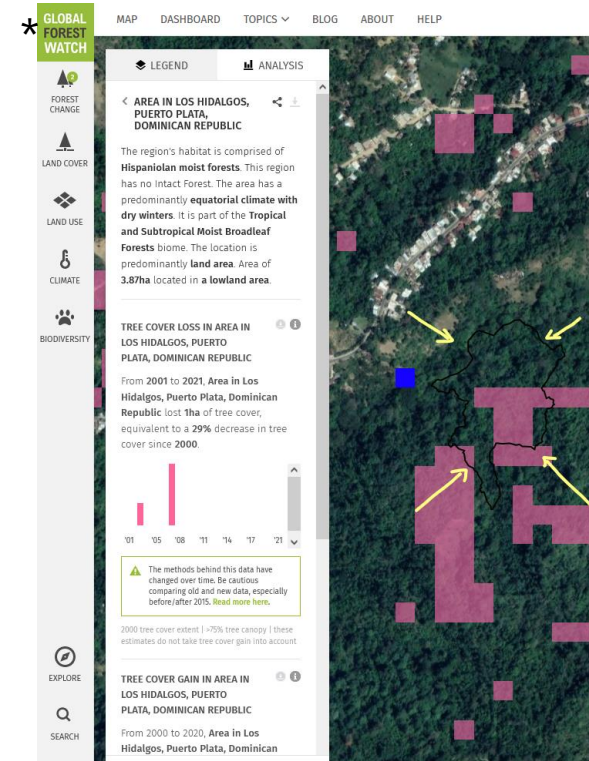 *
GLOBAL
FOREST
WATCH
MAP DASHBOARD TOPICS BLOG ABOUT HELP
FOREST
CHANGE
2
LAND COVER
LAND USE
CLIMATE
BIODIVERSITY
EXPLORE
SEARCH
LEGEND ANALYSIS
AREA IN LOS HIDALGOS,
PUERTO PLATA,
DOMINICAN REPUBLIC
The region's habitat is comprised of
Hispaniolan moist forests. This region
has no Intact Forest. The area has a
predominantly equatorial climate with
dry winters. It is part of the Tropical
and Subtropical Moist Broadleaf
Forests biome. The location is
predominantly land area. Area of
3.87ha located in a lowland area.
TREE COVER LOSS IN AREA IN
LOS HIDALGOS, PUERTO
PLATA, DOMINICAN REPUBLIC
From 2001 to 2021, Area in Los
Hidalgos, Puerto Plata, Dominican
Republic lost 1ha of tree cover,
equivalent to a 29% decrease in tree
cover since 2000.
'01 '05 '08 '11 '14 '17 '21
The methods behind this data have
changed over time. Be cautious
comparing old and new data, especially
before/after 2015. Read more here.
2000 tree cover extent | >75% tree canopy | these
estimates do not take tree cover gain into account
TREE COVER GAIN IN AREA IN
LOS HIDALGOS, PUERTO
PLATA, DOMINICAN REPUBLIC
From 2000 to 2020, Area in Los
Hidalgos, Puerto Plata, Dominican